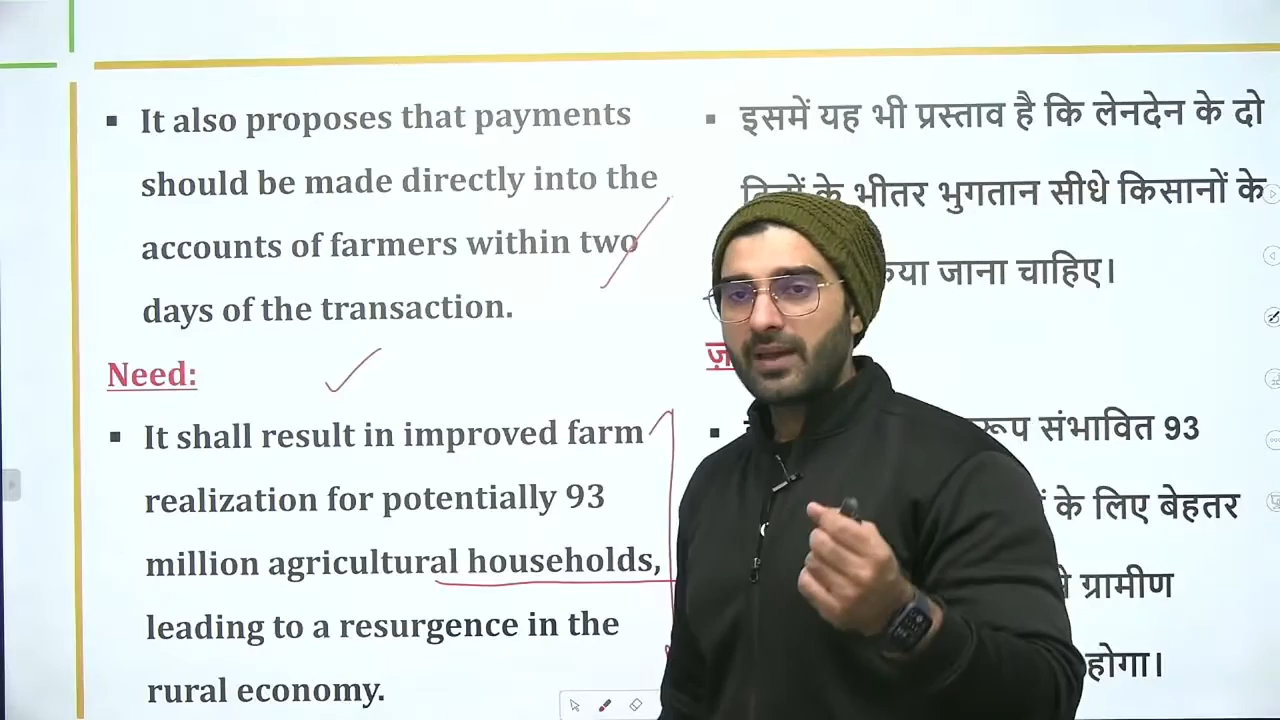 It also proposes that payments
should be made directly into the
accounts of farmers within two
days of the transaction.
Need:
It shall result in improved farm
realization for potentially 93
million agricultural households,
leading to a resurgence in the
rural economy.
इसमें यह भी प्रस्ताव है कि लेनदेन के दो
के भीतर भुगतान सीधे किसानों के
जाना चाहिए।
संभावित 93
के लिए बेहतर
ग्रामीण
होगा।